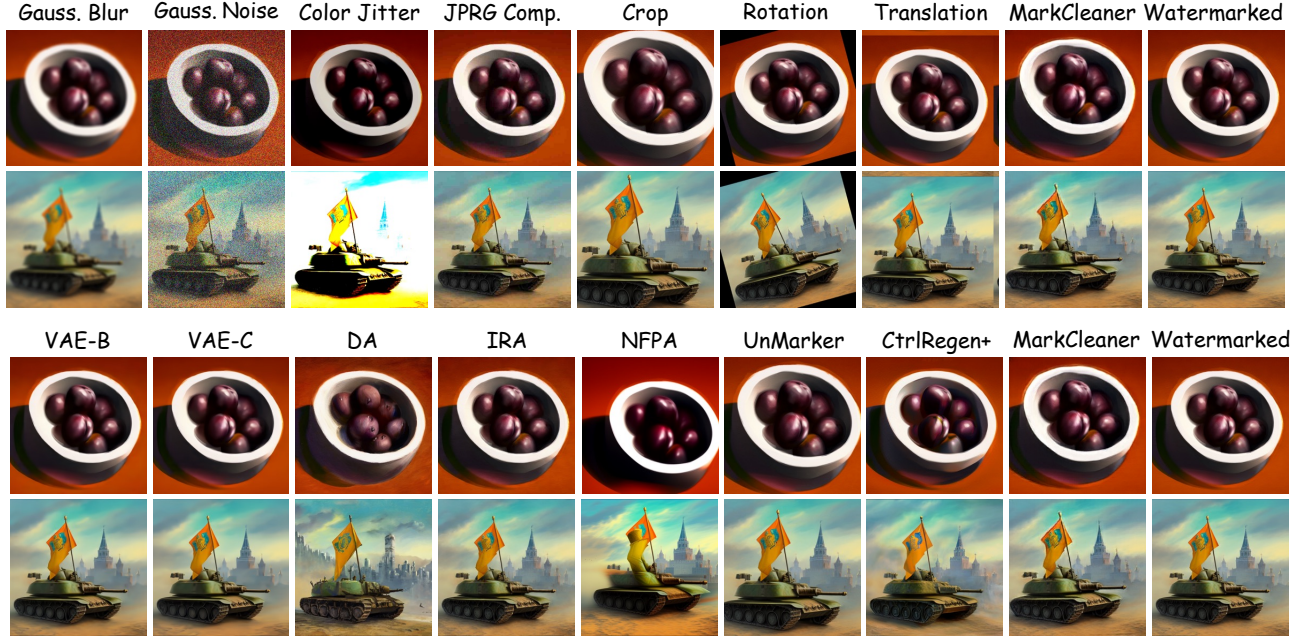 Gauss. Blur Gauss. Noise Color Jitter JPRG Comp. Crop Rotation Translation MarkCleaner Watermarked
VAE-B VAE-C DA IRA NFPA UnMarker CtrlRegen+ MarkCleaner Watermarked